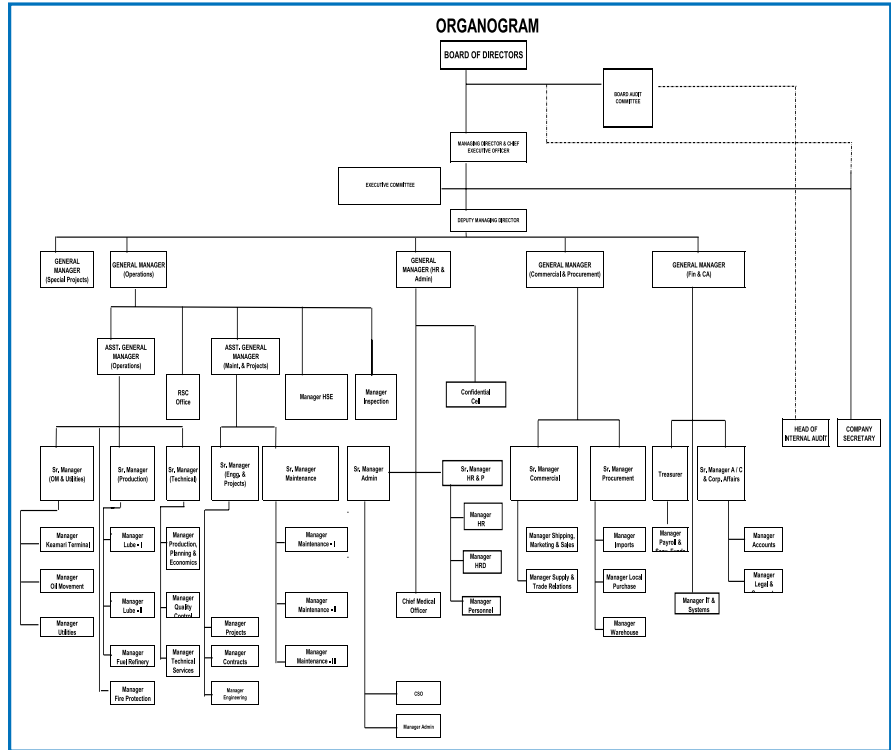 ORGANOGRAM
BOARD OF DIRECTORS
BOARD AUDIT
COMMITTEE
MANAGING DIRECTOR & CHIEF
EXECUTIVE OFFICER
EXECUTIVE COMMITTEE
DEPUTY MANAGING DIRECTOR
GENERAL
MANAGER
(Special Projects)
GENERAL MANAGER
(Operations)
GENERAL
MANAGER (HR &
Admin)
GENERAL MANAGER
(Commercial & Procurement)
GENERAL MANAGER
(Fin & CA)
ASST. GENERAL
MANAGER
(Operations)
RSC
Office
ASST. GENERAL
MANAGER
(Maint. & Projects)
Manager HSE
Manager
Inspection
Confidential
Cell
HEAD OF
INTERNAL AUDIT
COMPANY
SECRETARY
Sr. Manager
(OM & Utilities)
Sr. Manager
(Production)
Sr. Manager
(Technical)
Sr. Manager
(Engg. &
Projects)
Sr. Manager
Maintenance
Sr. Manager
Admin
Sr. Manager
HR & P
Sr. Manager
Commercial
Sr. Manager
Procurement
Treasurer
Sr. Manager A / C
& Corp. Affairs
Manager
Keamari Terminal
Manager
Oil Movement
Manager
Utilities
Manager
Lube - I
Manager
Lube - II
Manager
Fuel Refinery
Manager
Fire Protection
Manager
Production,
Planning &
Economics
Manager
Quality
Control
Manager
Technical
Services
Manager
Projects
Manager
Contracts
Manager
Engineering
Manager
Maintenance - I
Manager
Maintenance - II
Manager
Maintenance - III
Chief Medical
Officer
CSO
Manager Admin
Manager
HR
Manager
HRD
Manager
Personnel
Manager Shipping,
Marketing & Sales
Manager Supply &
Trade Relations
Manager
Imports
Manager Local
Purchase
Manager
Warehouse
Manager
Payroll &
Manager IT &
Systems
Manager
Accounts
Manager
Legal &